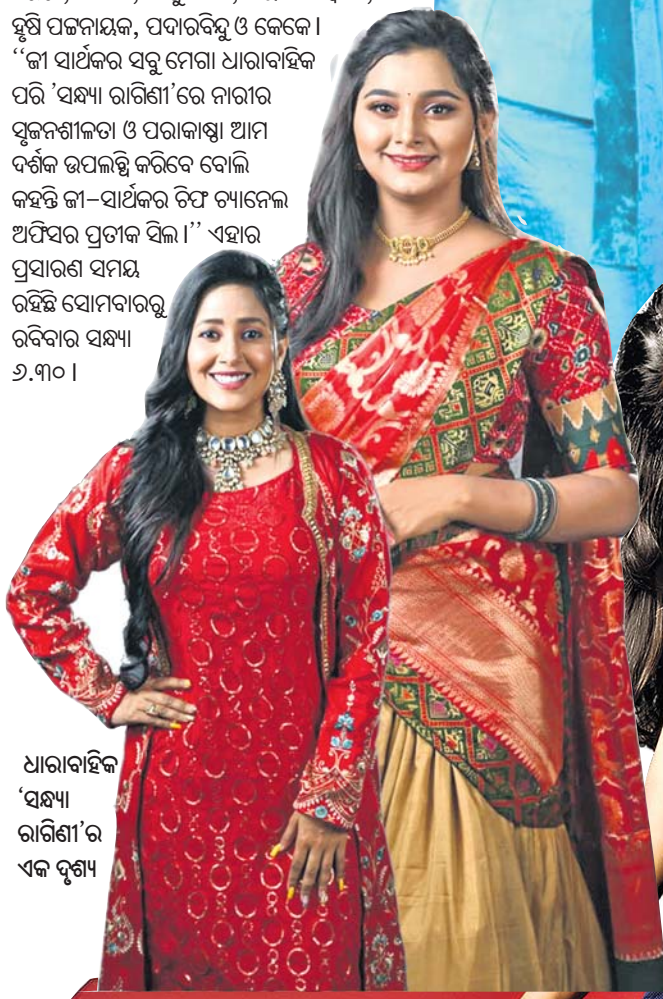 ହୃଷି ପଟ୍ଟନାୟକ, ପଦାରବିନ୍ଦୁ ଓ କେକେ।
‘‘ଜୀ ସାର୍ଥକର ସବୁ ମେଗା ଧାରାବାହିକ
ପରି ’ସନ୍ଧ୍ୟା ରାଗିଣୀ’ରେ ନାରୀର
ସୃଜନଶୀଳତା ଓ ପରାକାଷ୍ଠା ଆମ
ଦର୍ଶକ ଉପଲବ୍ଧି କରିବେ ବୋଲି
କହନ୍ତି ଜୀ–ସାର୍ଥକର ଚିଫ ଚ୍ୟାନେଲ
ଅଫିସର ପ୍ରତୀକ ସିଲ।’’ ଏହାର
ପ୍ରସାରଣ ସମୟ
ରହିଛି ସୋମବାରରୁ
ରବିବାର ସନ୍ଧ୍ୟା
୬.୩୦।
ଧାରାବାହିକ
‘ସନ୍ଧ୍ୟା
ରାଗିଣୀ’ର
ଏକ ଦୃଶ୍ୟ